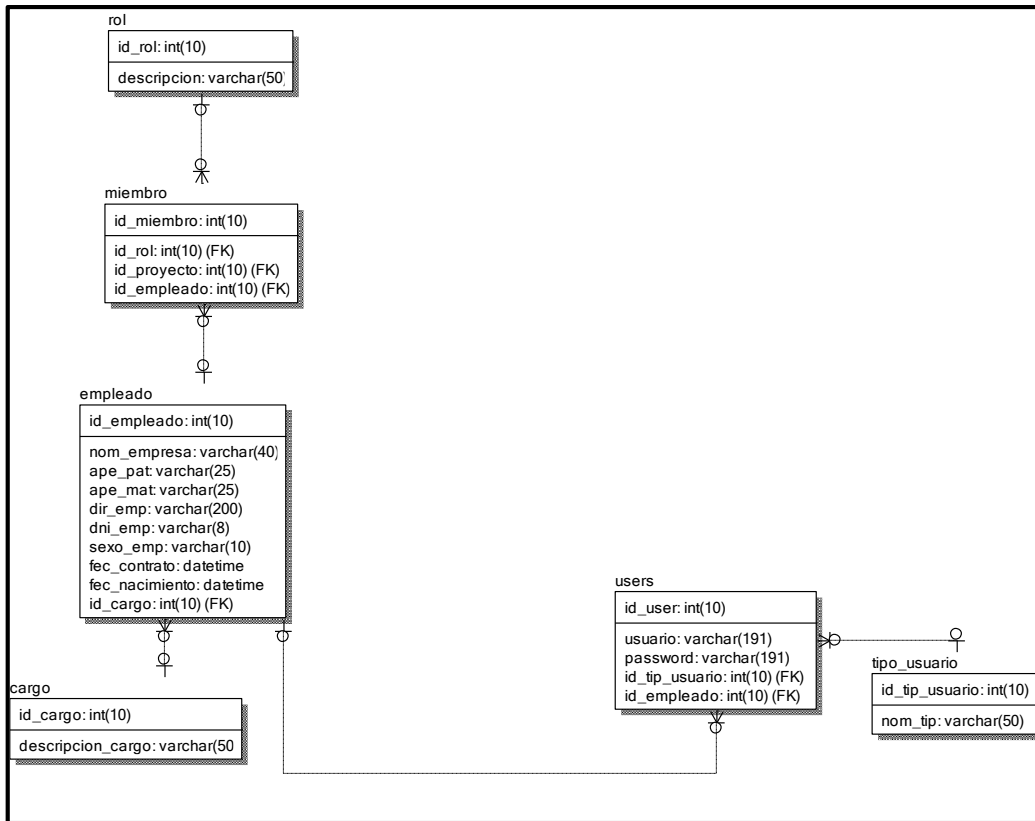 rol
id_rol: int(10)
descripcion: varchar(50)
miembro
id_miembro: int(10)
id_rol: int(10) (FK)
id_proyecto: int(10) (FK)
id_empleado: int(10) (FK)
empleado
id_empleado: int(10)
nom_empresa: varchar(40)
ape_pat: varchar(25)
ape_mat: varchar(25)
dir_emp: varchar(200)
dni_emp: varchar(8)
sexo_emp: varchar(10)
fec_contrato: datetime
fec_nacimiento: datetime
id_cargo: int(10) (FK)
cargo
id_cargo: int(10)
descripcion_cargo: varchar(50
users
id_user: int(10)
usuario: varchar(191)
password: varchar(191)
id_tip_usuario: int(10) (FK)
id_empleado: int(10) (FK)
tipo_usuario
id_tip_usuario: int(10)
nom_tip: varchar(50)